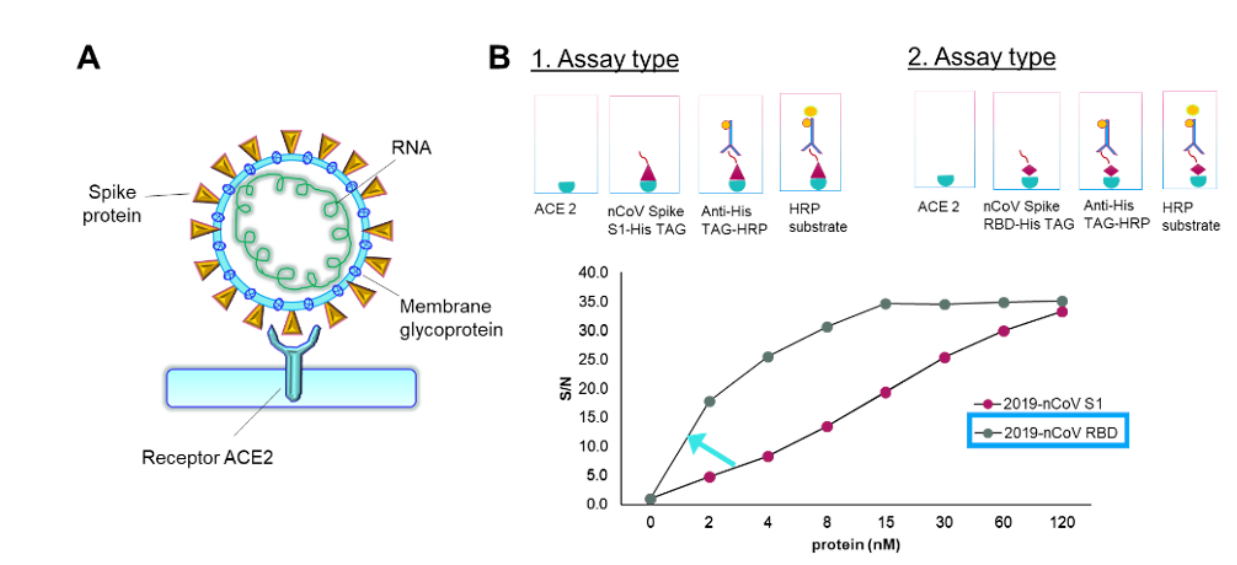 A
RNA
Spike
protein
Membrane
glycoprotein
Receptor ACE2
B
1. Assay type
ACE 2
nCoV Spike
S1-His TAG
Anti-His
TAG-HRP
HRP
substrate
2. Assay type
ACE 2
nCoV Spike
RBD-His TAG
Anti-His
TAG-HRP
HRP
substrate
S/N
40.0
35.0
30.0
25.0
20.0
15.0
10.0
5.0
0.0
0 2 4 8 15 30 60 120
protein (nM)
2019-nCoV S1
2019-nCoV RBD